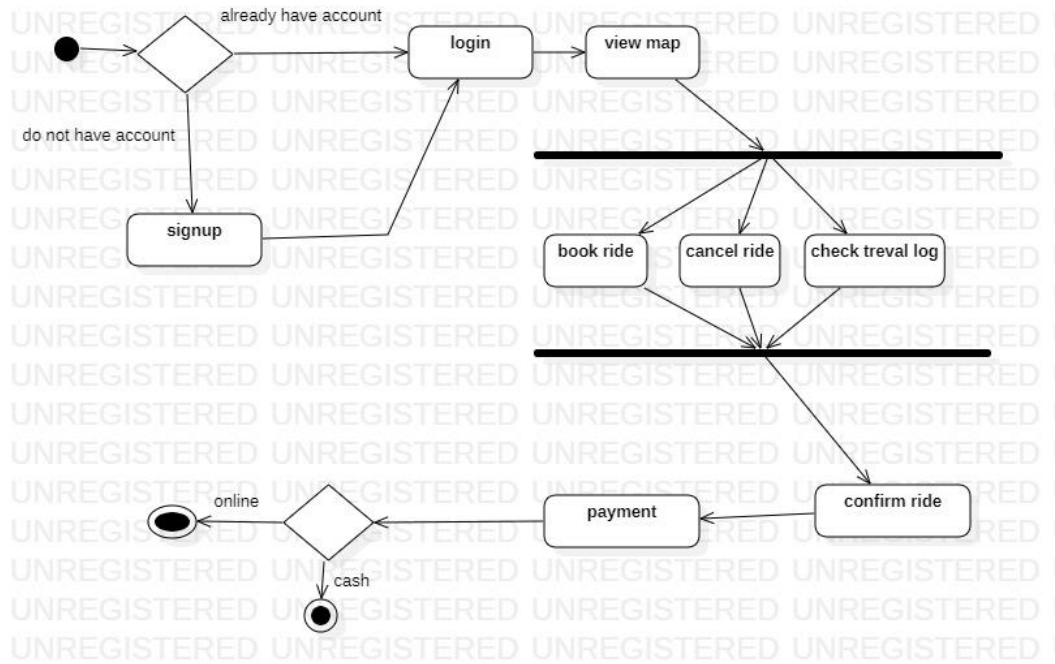 already have account
login
view map
do not have account
signup
book ride
cancel ride
check treval log
confirm ride
payment
online
cash
UNREGISTERED